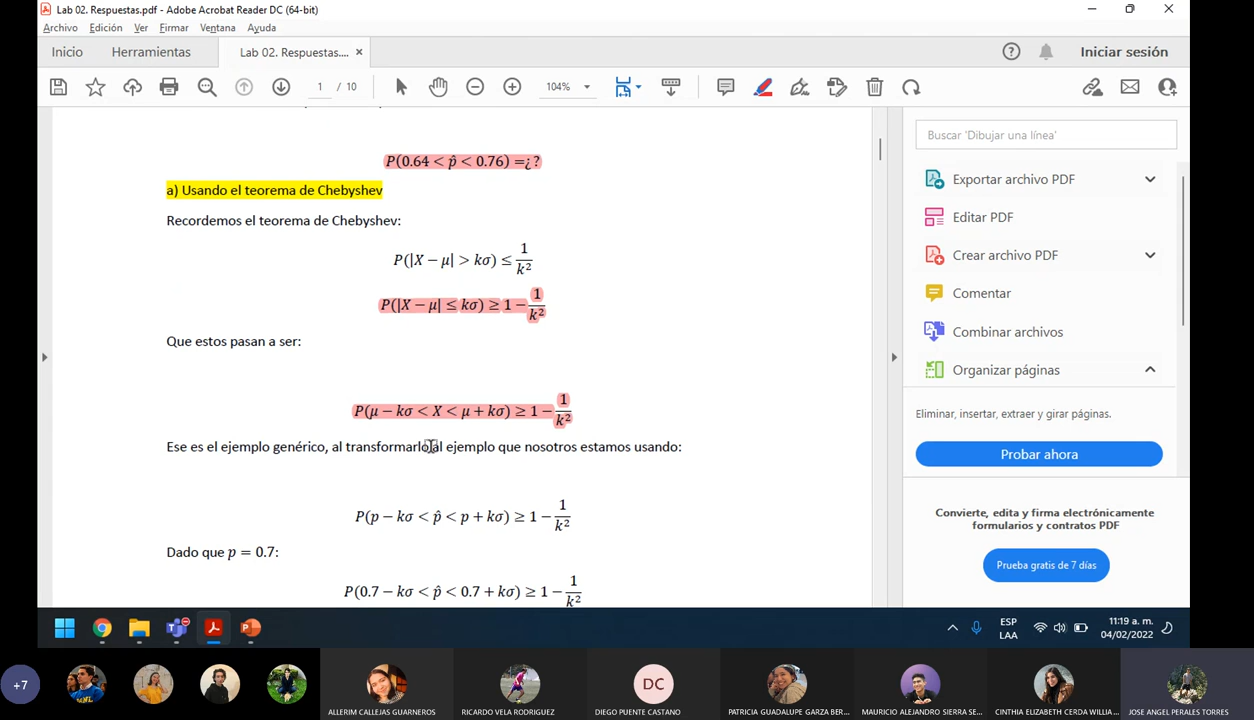 Lab 02. Respuestas.pdf - Adobe Acrobat Reader DC (64-bit)
Archivo Edición Ver Firmar Ventana Ayuda
Inicio Herramientas Lab 02. Respuestas.... × Iniciar sesión
1 / 10 104%
P(0.64 < p̂ < 0.76) =¿ ?
a) Usando el teorema de Chebyshev
Recordemos el teorema de Chebyshev:
P(|X − μ| > kσ) ≤ 1/k²
P(|X − μ| ≤ kσ) ≥ 1 − 1/k²
Que estos pasan a ser:
P(μ − kσ < X < μ + kσ) ≥ 1 − 1/k²
Ese es el ejemplo genérico, al transformarlo al ejemplo que nosotros estamos usando:
P(p − kσ < p̂ < p + kσ) ≥ 1 − 1/k²
Dado que p = 0.7:
P(0.7 − kσ < p̂ < 0.7 + kσ) ≥ 1 − 1/k²
Buscar 'Dibujar una línea'
Exportar archivo PDF
Editar PDF
Crear archivo PDF
Comentar
Combinar archivos
Organizar páginas
Eliminar, insertar, extraer y girar páginas.
Probar ahora
Convierte, edita y firma electrónicamente
formularios y contratos PDF
Prueba gratis de 7 días
ESP
LAA
11:19 a. m.
04/02/2022
+7
DC
ALLERIM CALLEJAS GUARNEROS
RICARDO VELA RODRIGUEZ
DIEGO PUENTE CASTANO
PATRICIA GUADALUPE GARZA BER...
MAURICIO ALEJANDRO SIERRA SE...
CINTHIA ELIZABETH CERDA WILLIA...
JOSE ANGEL PERALES TORRES